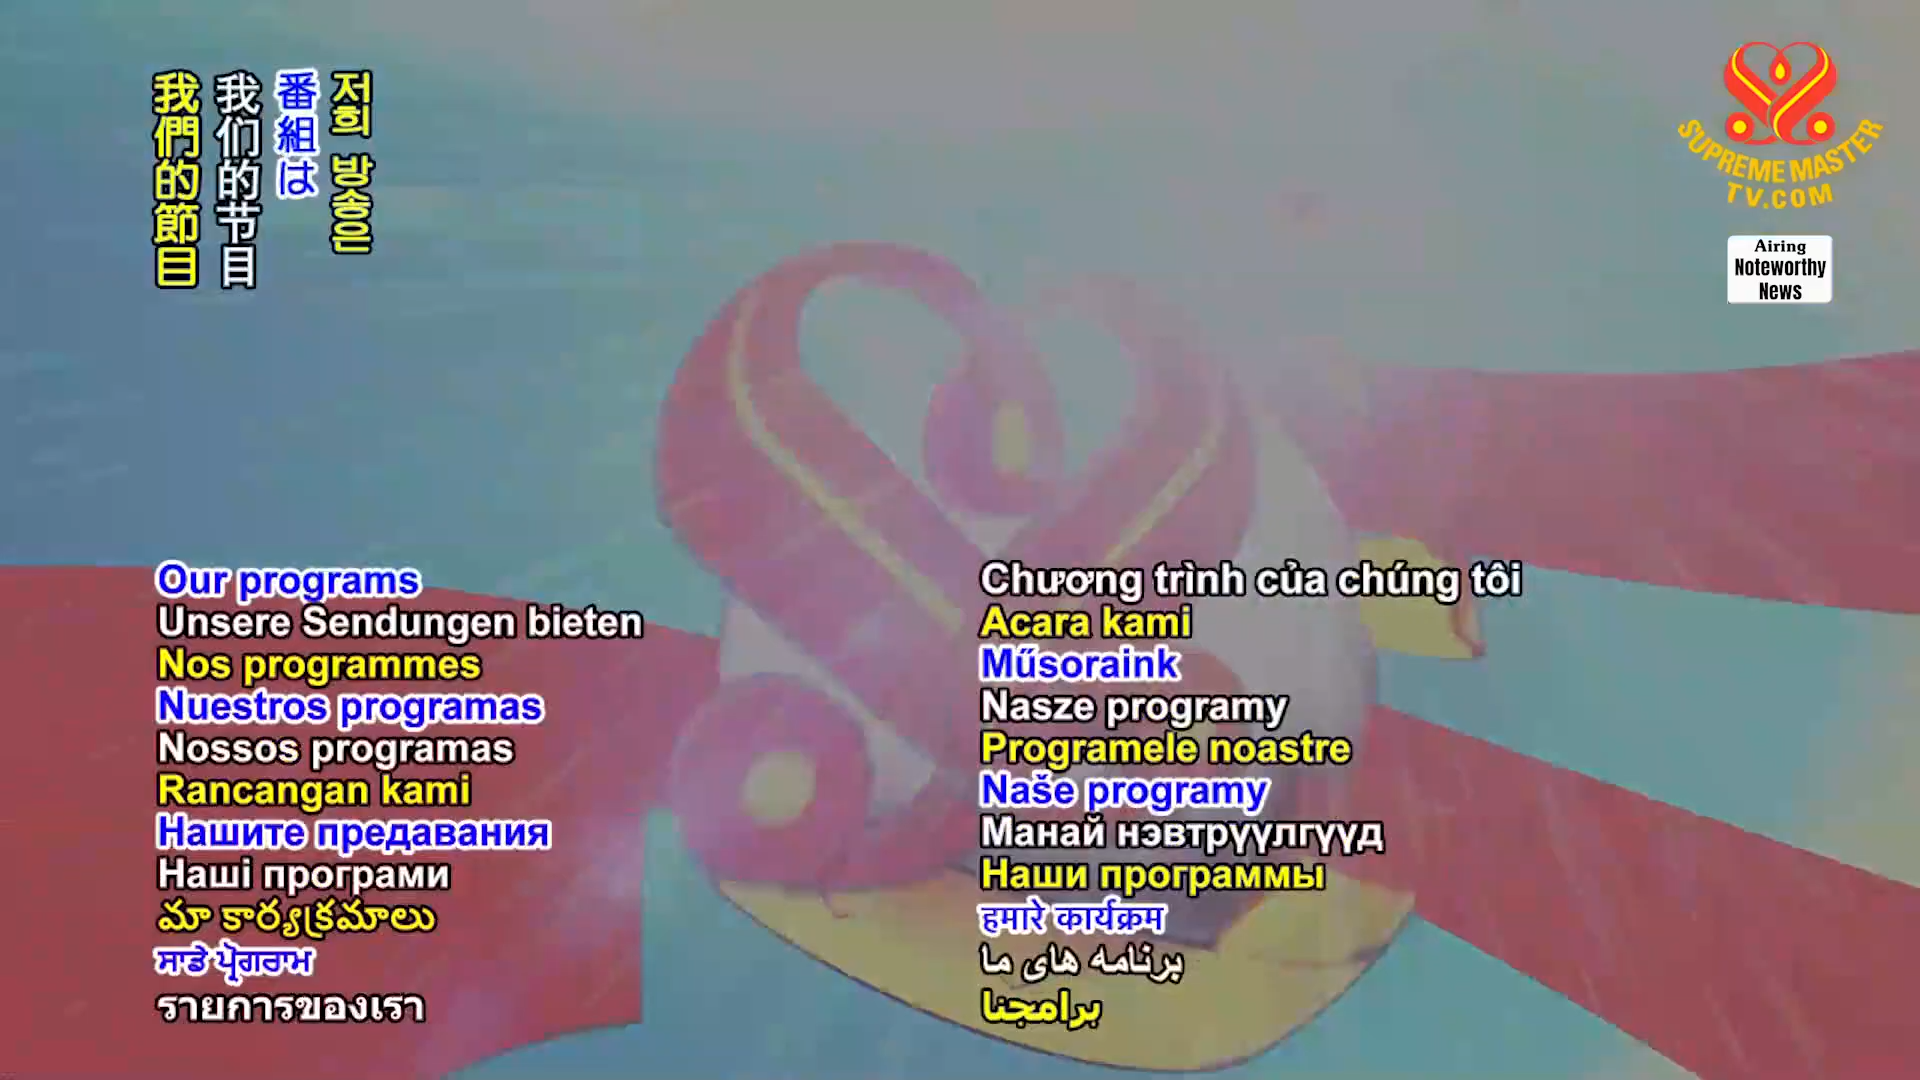 我們的節目
我们的节目
番組は
저희 방송은
SUPREME MASTER
TV.COM
Airing
Noteworthy
News
Our programs
Unsere Sendungen bieten
Nos programmes
Nuestros programas
Nossos programas
Rancangan kami
Нашите предавания
Наші програми
మా కార్యక్రమాలు
ਸਾਡੇ ਪ੍ਰੋਗਰਾਮ
รายการของเรา
Chương trình của chúng tôi
Acara kami
Műsoraink
Nasze programy
Programele noastre
Naše programy
Манай нэвтрүүлгүүд
Наши программы
हमारे कार्यक्रम
برنامه های ما
برامجنا